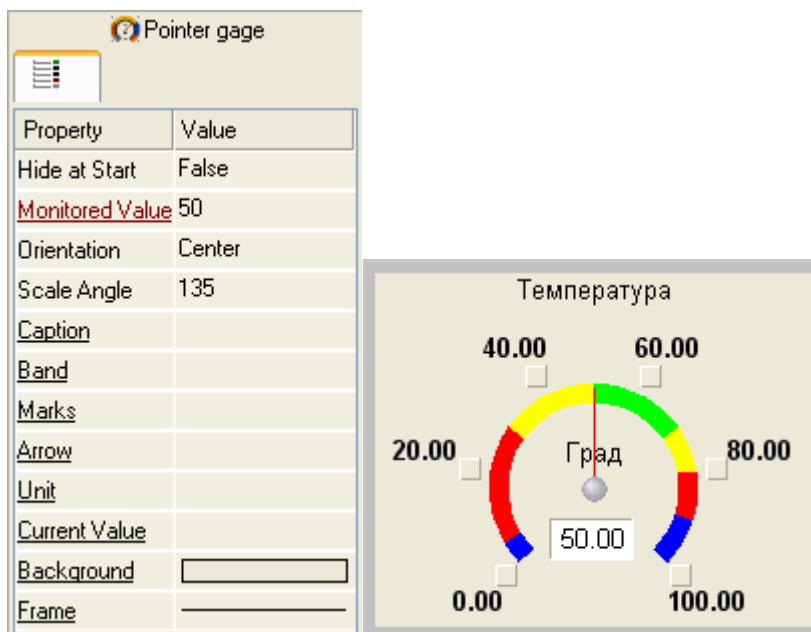 Pointer gage
Property Value
Hide at Start False
Monitored Value 50
Orientation Center
Scale Angle 135
Caption
Band
Marks
Arrow
Unit
Current Value
Background
Frame
Температура
40.00 60.00
20.00 Град 80.00
50.00
0.00 100.00